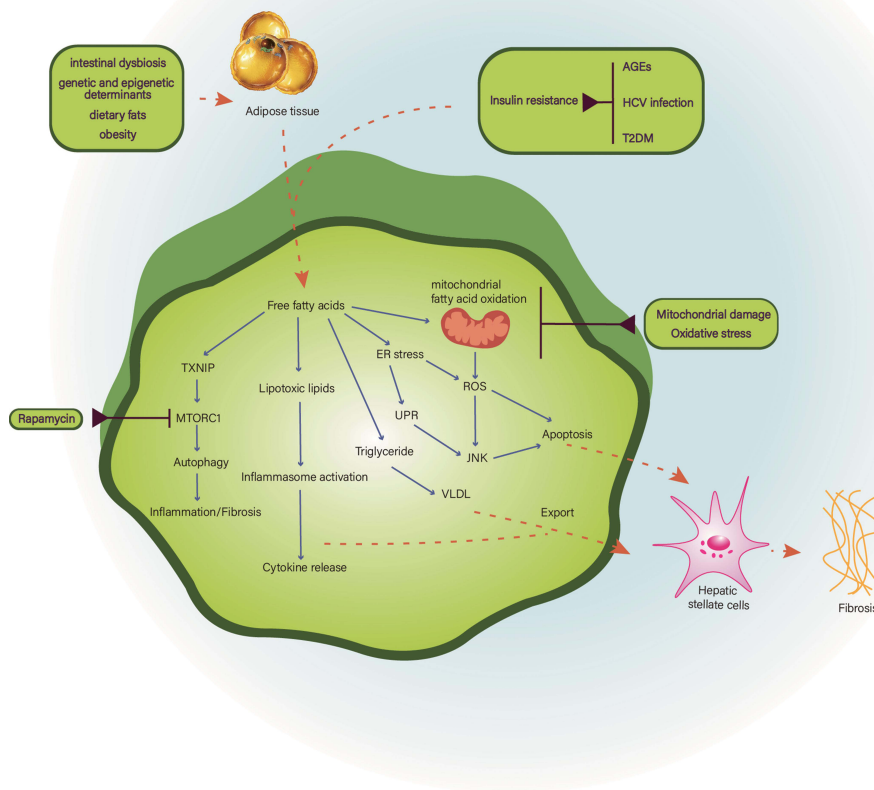 intestinal dysbiosis
genetic and epigenetic
determinants
dietary fats
obesity
Adipose tissue
Insulin resistance
AGEs
HCV infection
T2DM
mitochondrial
fatty acid oxidation
Free fatty acids
Mitochondrial damage
Oxidative stress
ER stress
TXNIP
Lipotoxic lipids
ROS
Rapamycin
MTORC1
UPR
Apoptosis
Triglyceride
JNK
Autophagy
Inflammasome activation
VLDL
Inflammation/Fibrosis
Export
Cytokine release
Hepatic
stellate cells
Fibrosis